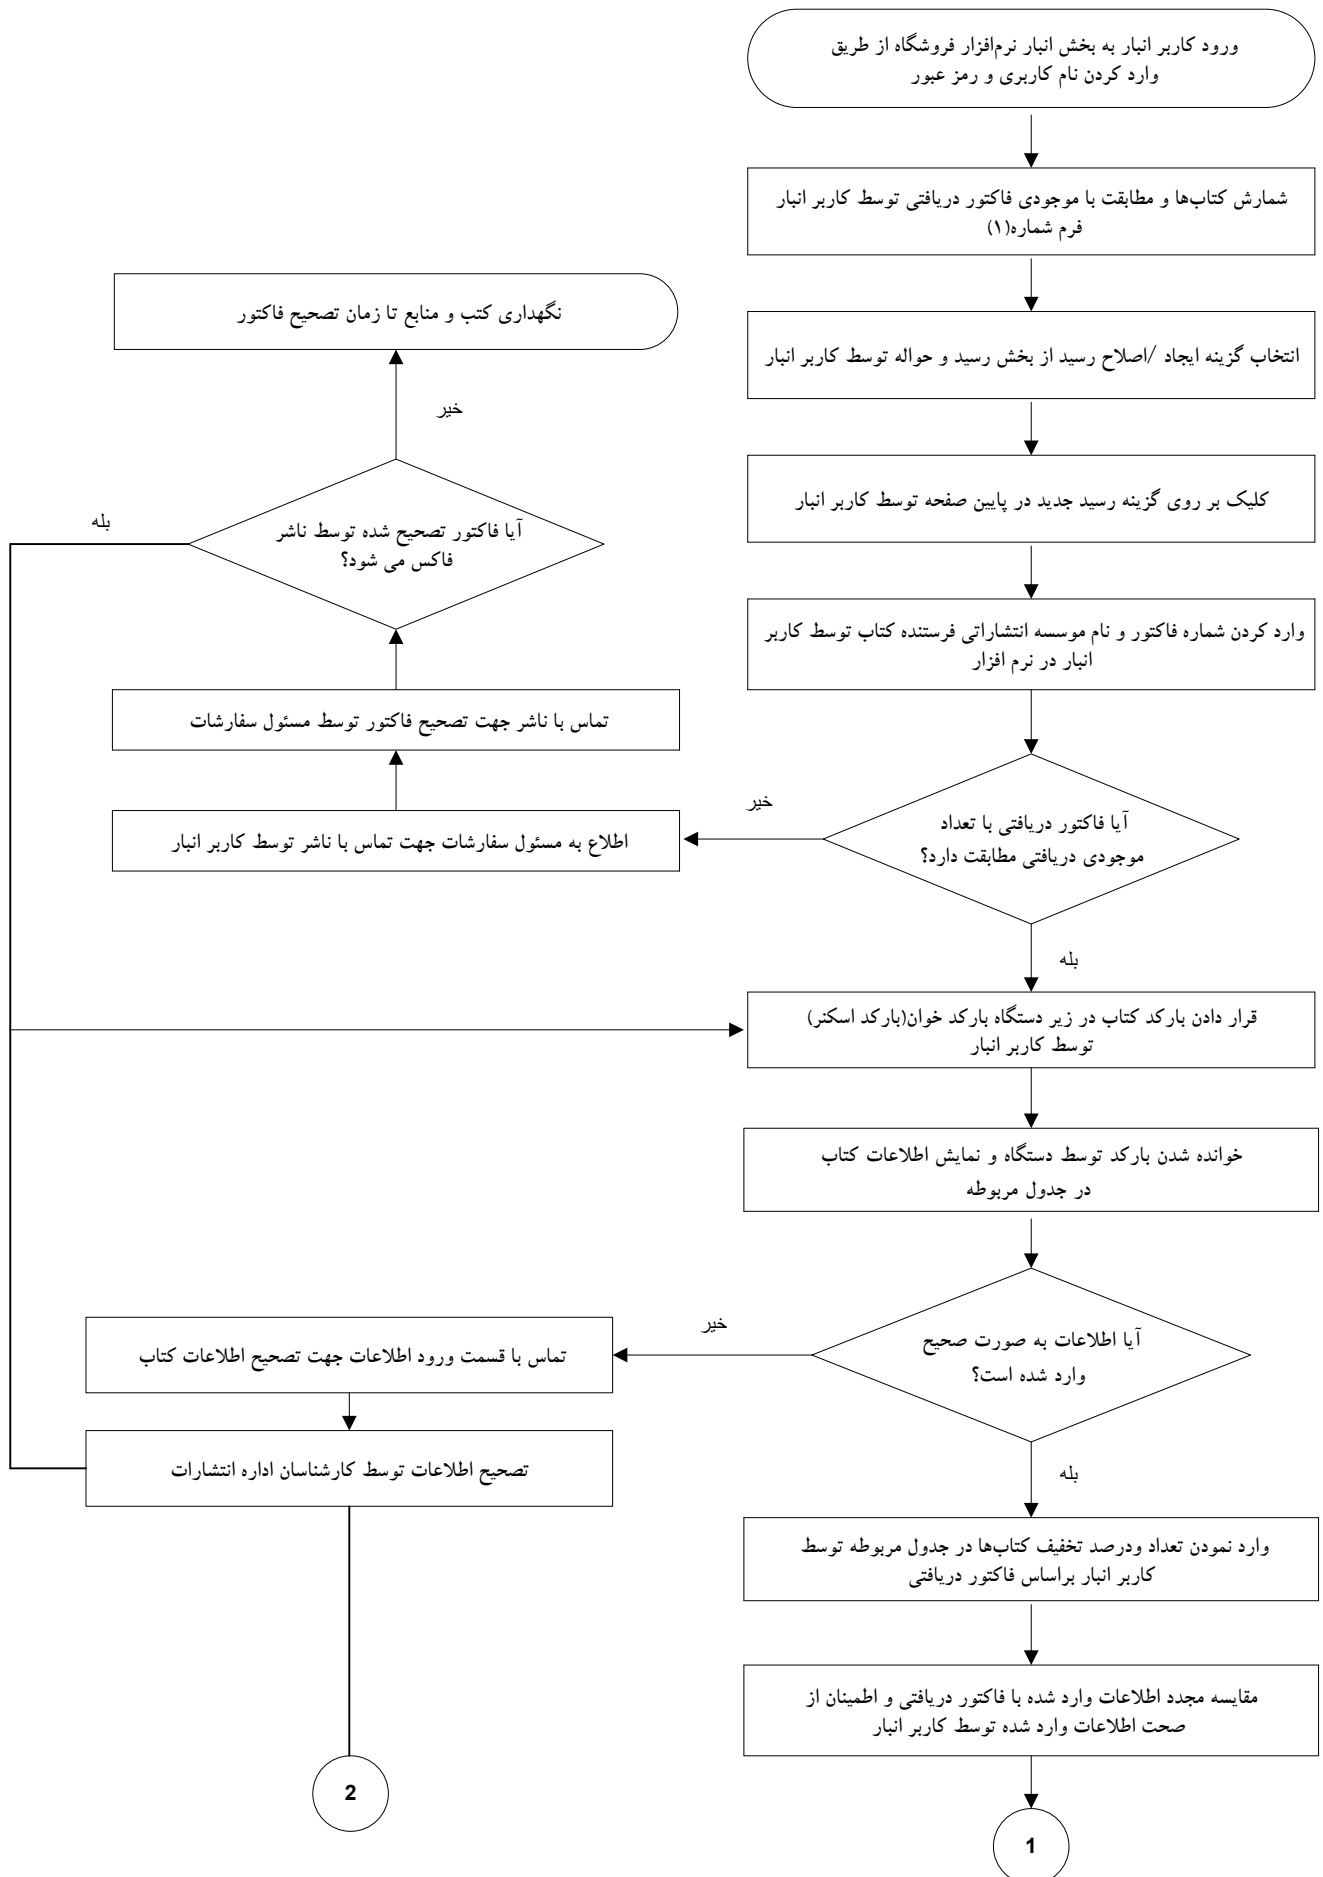 ورود کاربر انبار به بخش انبار نرم‌افزار فروشگاه از طریق
وارد کردن نام کاربری و رمز عبور
شمارش کتاب‌ها و مطابقت با موجودی فاکتور دریافتی توسط کاربر انبار
فرم شماره(۱)
انتخاب گزینه ایجاد /اصلاح رسید از بخش رسید و حواله توسط کاربر انبار
کلیک بر روی گزینه رسید جدید در پایین صفحه توسط کاربر انبار
وارد کردن شماره فاکتور و نام موسسه انتشاراتی فرستنده کتاب توسط کاربر
انبار در نرم افزار
آیا فاکتور دریافتی با تعداد
موجودی دریافتی مطابقت دارد؟
خیر
اطلاع به مسئول سفارشات جهت تماس با ناشر توسط کاربر انبار
تماس با ناشر جهت تصحیح فاکتور توسط مسئول سفارشات
آیا فاکتور تصحیح شده توسط ناشر
فاکس می شود؟
خیر
نگهداری کتب و منابع تا زمان تصحیح فاکتور
بله
بله
قرار دادن بارکد کتاب در زیر دستگاه بارکد خوان(بارکد اسکنر)
توسط کاربر انبار
خوانده شدن بارکد توسط دستگاه و نمایش اطلاعات کتاب
در جدول مربوطه
آیا اطلاعات به صورت صحیح
وارد شده است؟
خیر
تماس با قسمت ورود اطلاعات جهت تصحیح اطلاعات کتاب
تصحیح اطلاعات توسط کارشناسان اداره انتشارات
2
بله
وارد نمودن تعداد ودرصد تخفیف کتاب‌ها در جدول مربوطه توسط
کاربر انبار براساس فاکتور دریافتی
مقایسه مجدد اطلاعات وارد شده با فاکتور دریافتی و اطمینان از
صحت اطلاعات وارد شده توسط کاربر انبار
1